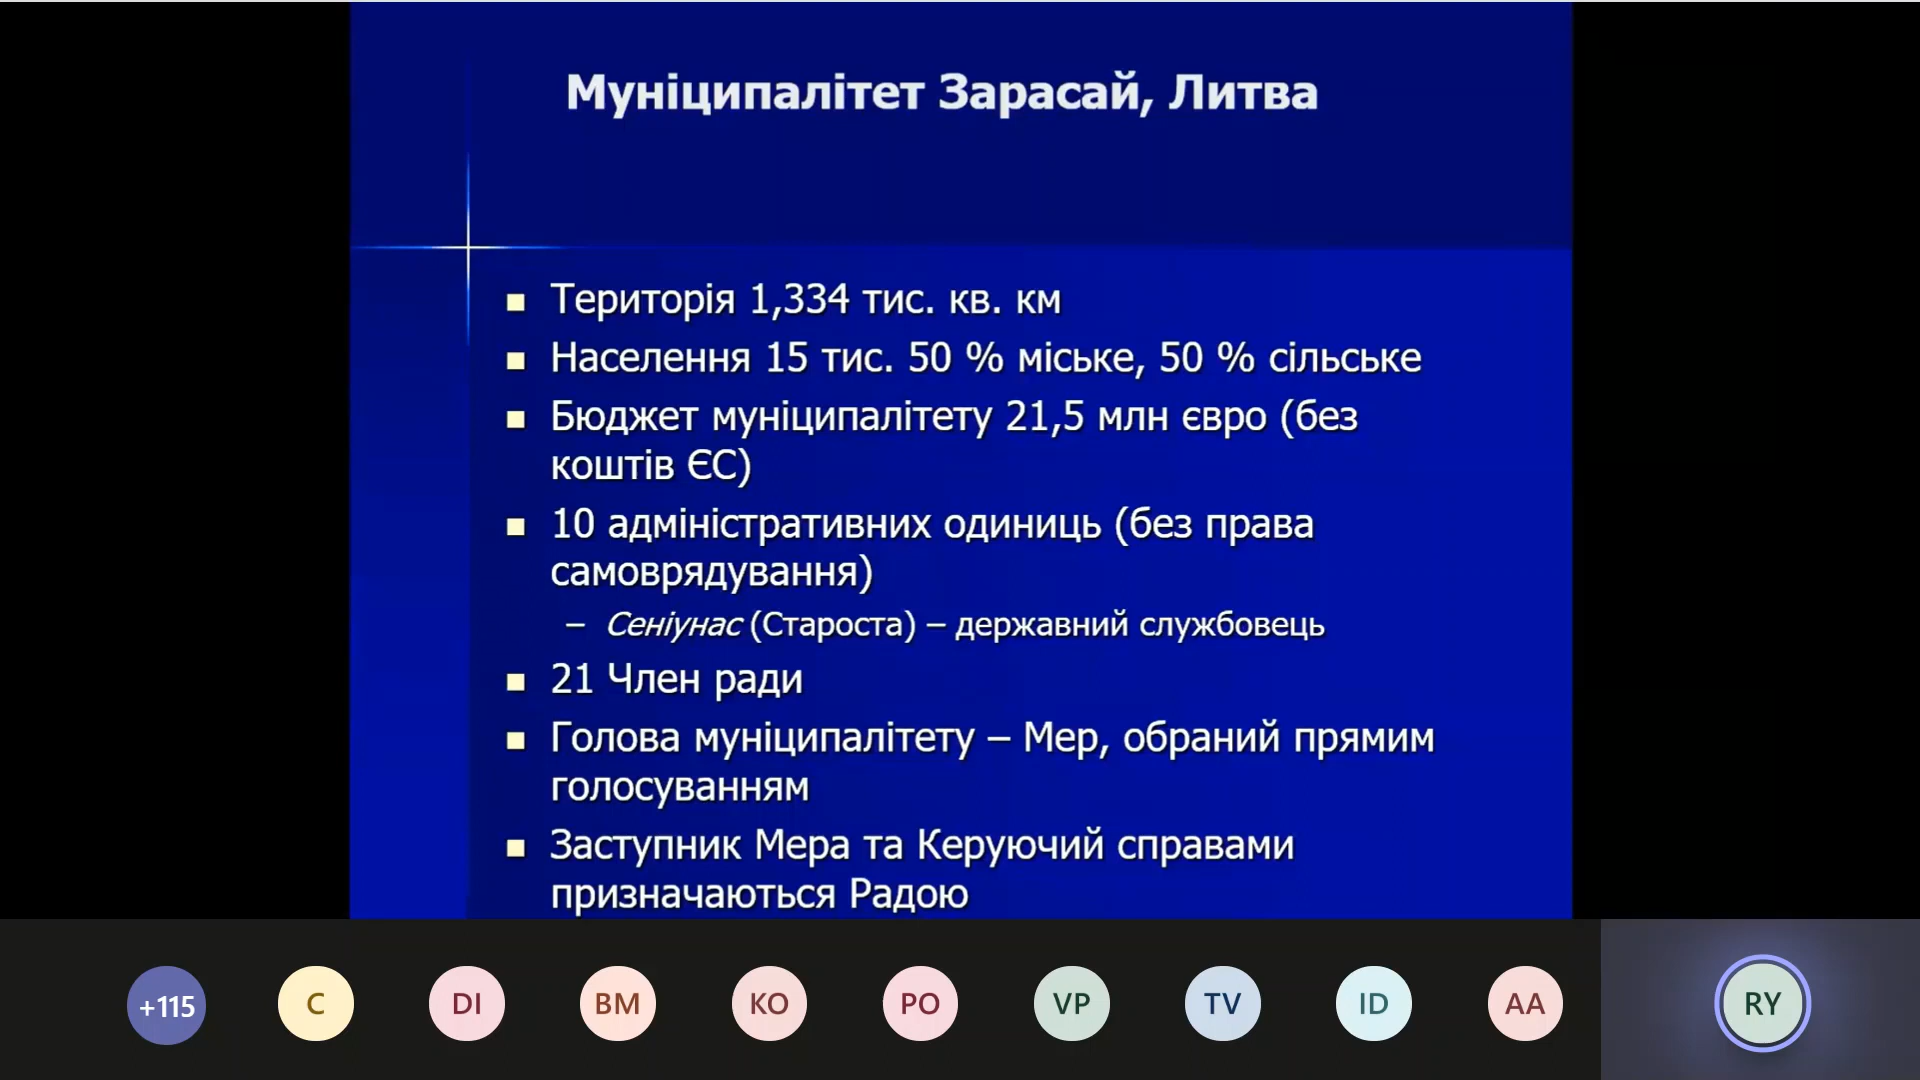 Муніципалітет Зарасай, Литва
Територія 1,334 тис. кв. км
Населення 15 тис. 50 % міське, 50 % сільське
Бюджет муніципалітету 21,5 млн євро (без
коштів ЄС)
10 адміністративних одиниць (без права
самоврядування)
– Сеніунас (Староста) – державний службовець
21 Член ради
Голова муніципалітету – Мер, обраний прямим
голосуванням
Заступник Мера та Керуючий справами
призначаються Радою
+115 C DI BM KO PO VP TV ID AA RY